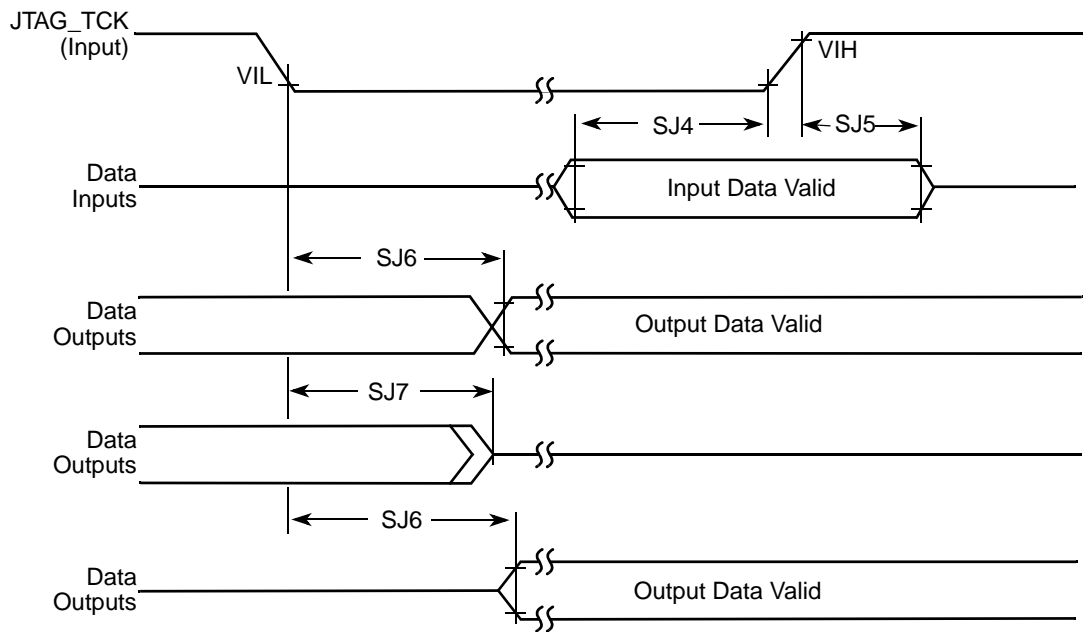 JTAG_TCK
(Input)
VIL
VIH
SJ4
SJ5
Data
Inputs
Input Data Valid
SJ6
Data
Outputs
Output Data Valid
SJ7
Data
Outputs
SJ6
Data
Outputs
Output Data Valid